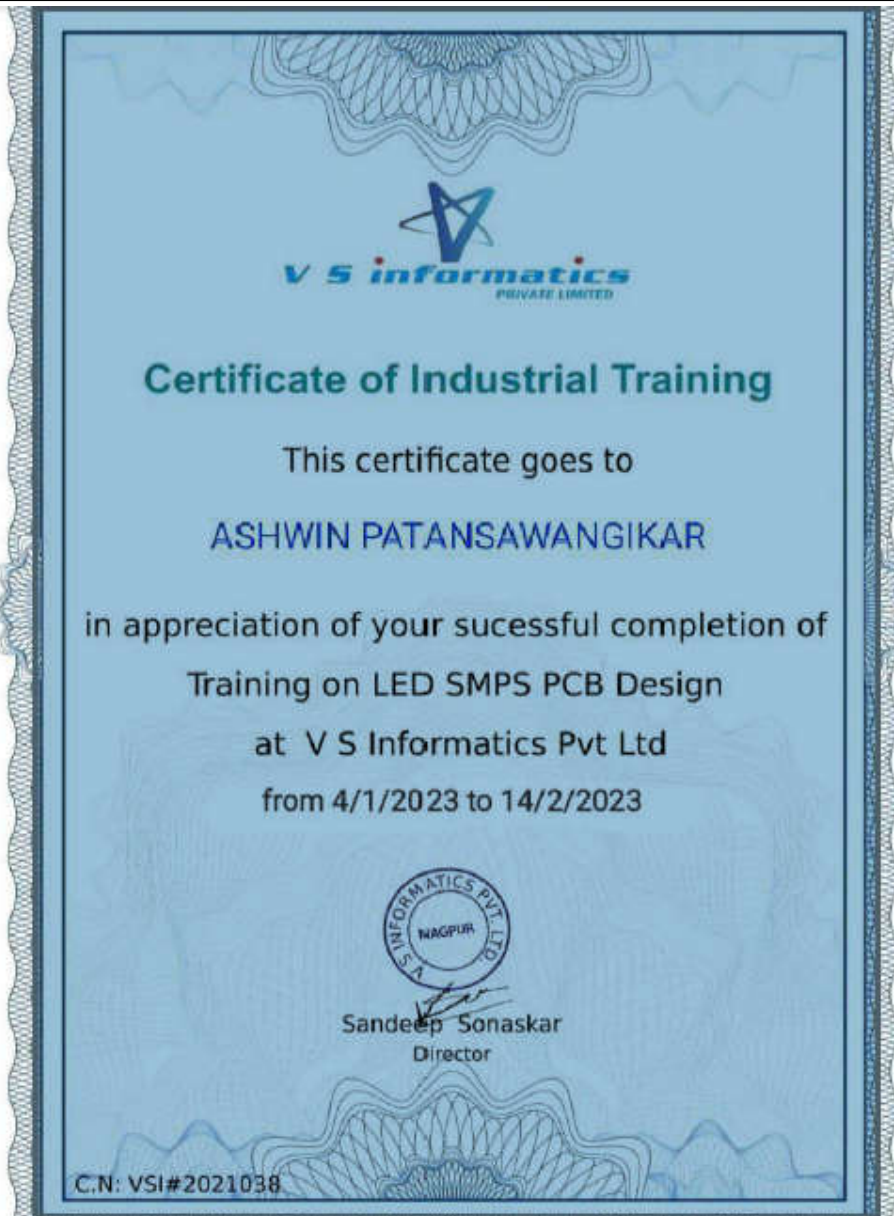 V S informatics
PRIVATE LIMITED
Certificate of Industrial Training
This certificate goes to
ASHWIN PATANSAWANGIKAR
in appreciation of your sucessful completion of
Training on LED SMPS PCB Design
at V S Informatics Pvt Ltd
from 4/1/2023 to 14/2/2023
V S INFORMATICS PVT. LTD.
NAGPUR
Sandeep Sonaskar
Director
C.N: VSI#2021038